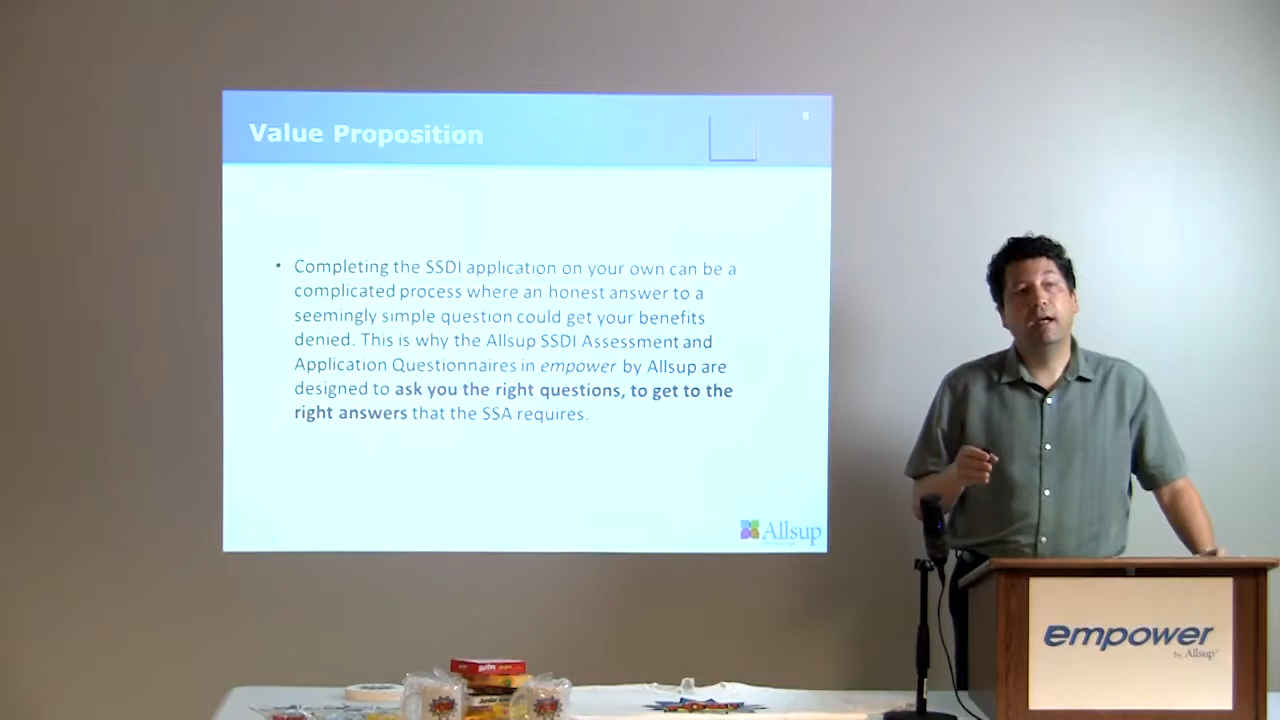 Value Proposition
• Completing the SSDI application on your own can be a
complicated process where an honest answer to a
seemingly simple question could get your benefits
denied. This is why the Allsup SSDI Assessment and
Application Questionnaires in empower by Allsup are
designed to ask you the right questions, to get to the
right answers that the SSA requires.
Allsup
empower
by Allsup